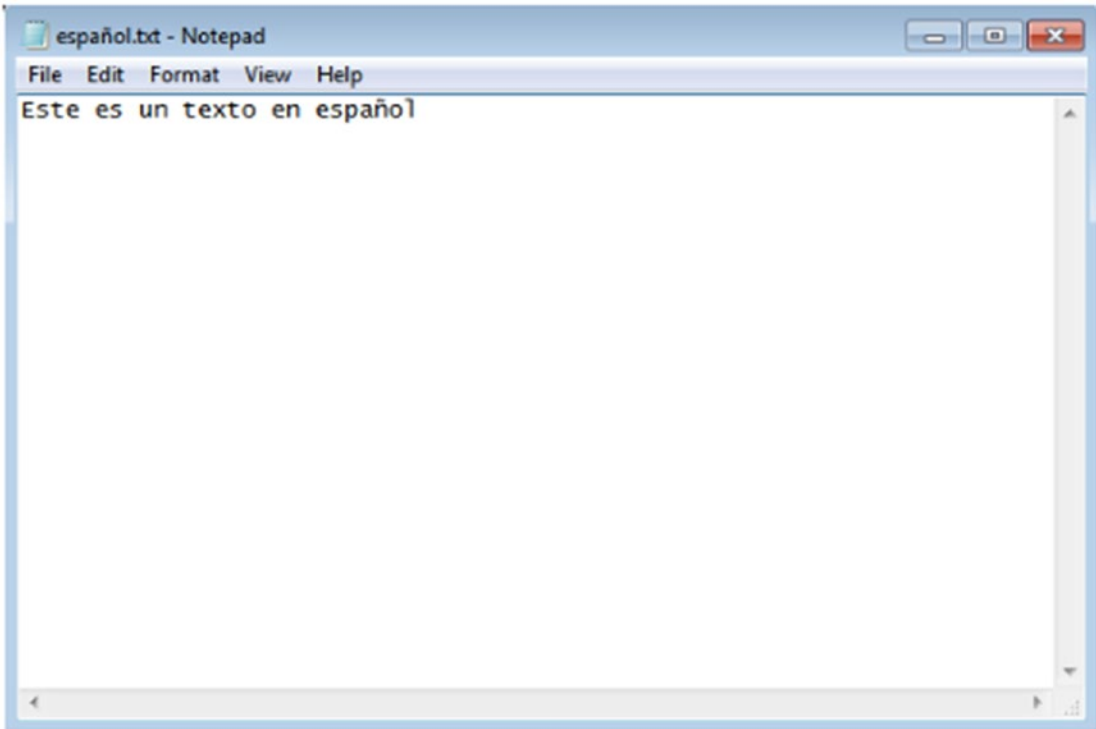 español.txt - Notepad
File Edit Format View Help
Este es un texto en español